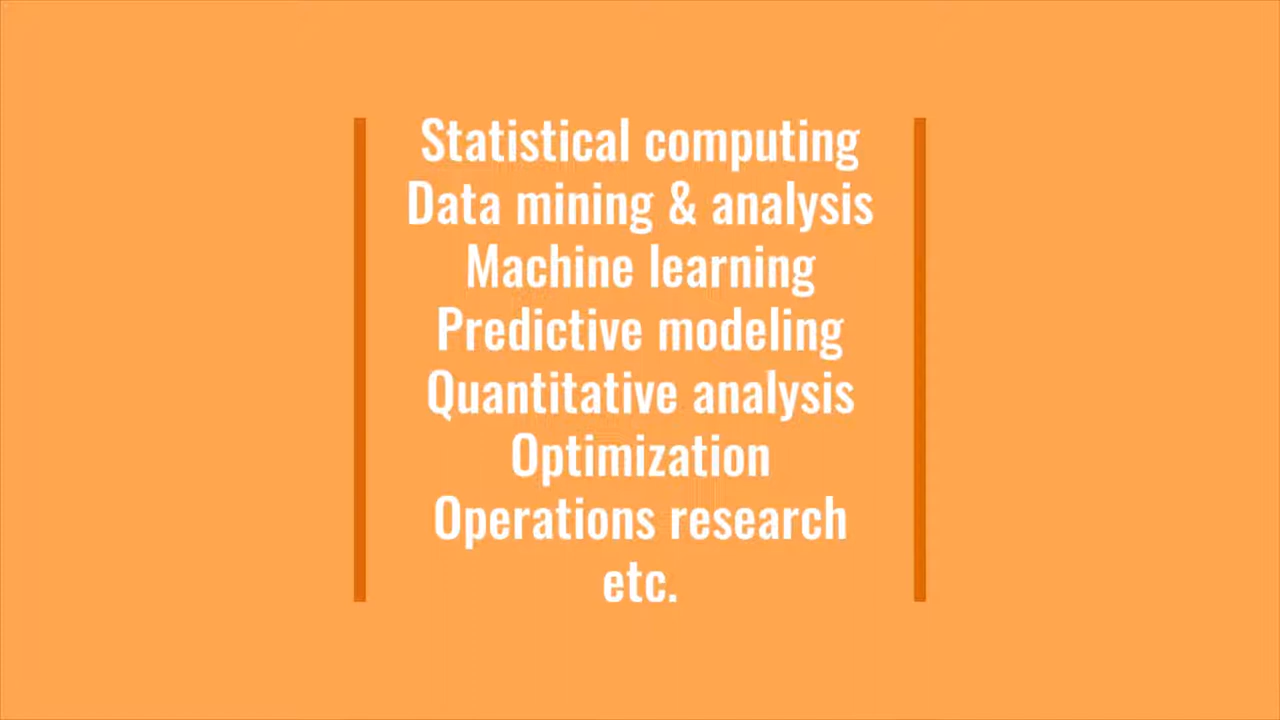 Statistical computing
Data mining & analysis
Machine learning
Predictive modeling
Quantitative analysis
Optimization
Operations research
etc.